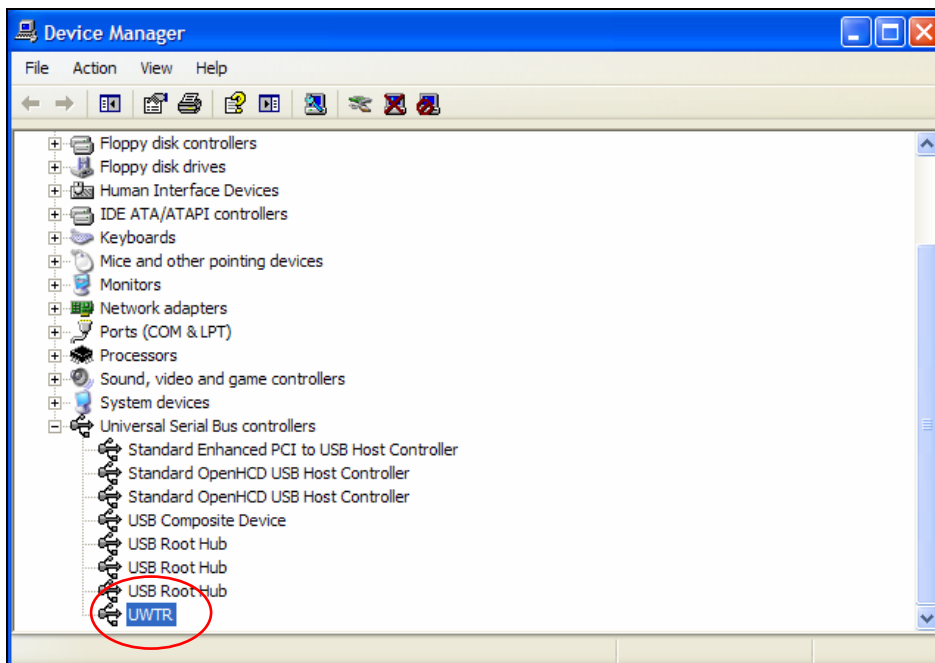 Device Manager
File Action View Help
Floppy disk controllers
Floppy disk drives
Human Interface Devices
IDE ATA/ATAPI controllers
Keyboards
Mice and other pointing devices
Monitors
Network adapters
Ports (COM & LPT)
Processors
Sound, video and game controllers
System devices
Universal Serial Bus controllers
Standard Enhanced PCI to USB Host Controller
Standard OpenHCD USB Host Controller
Standard OpenHCD USB Host Controller
USB Composite Device
USB Root Hub
USB Root Hub
USB Root Hub
UWTR